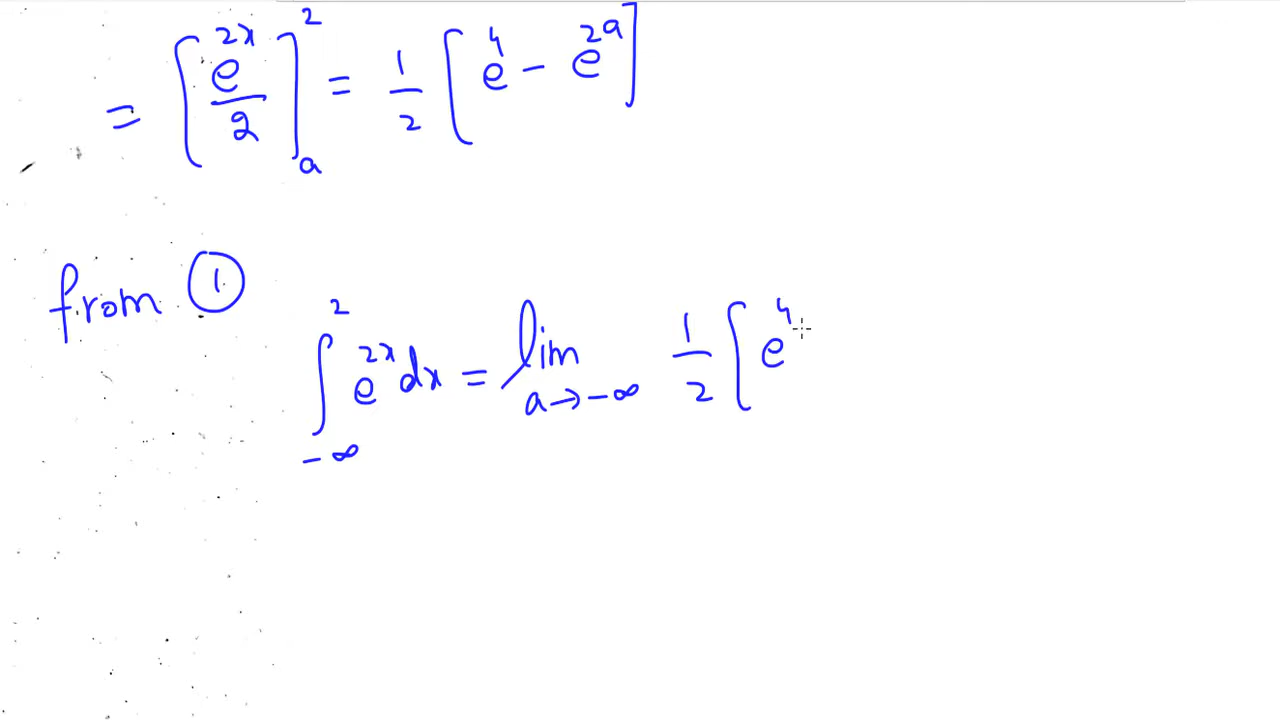 = [e^{2x}/2]_a^2 = 1/2 [e^4 - e^{2a}]
from ①
∫_{-∞}^2 e^{2x} dx = lim_{a→-∞} 1/2 [e^4